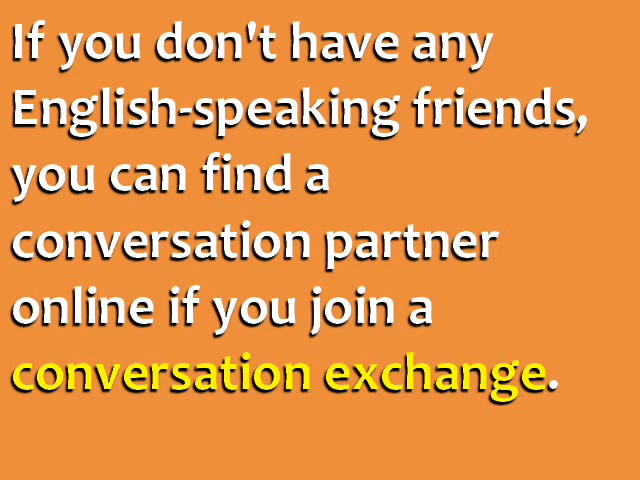 If you don't have any
English-speaking friends,
you can find a
conversation partner
online if you join a
conversation exchange.